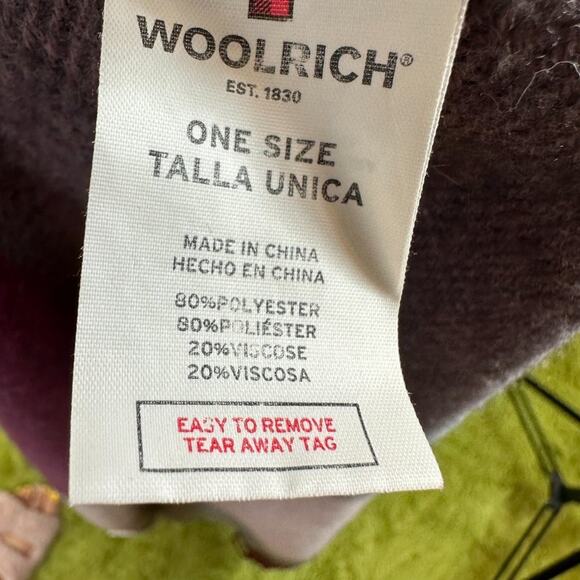 WOOLRICH®
EST. 1830
ONE SIZE
TALLA UNICA
MADE IN CHINA
HECHO EN CHINA
80%POLYESTER
80%POLIÉSTER
20%VISCOSE
20%VISCOSA
EASY TO REMOVE
TEAR AWAY TAG